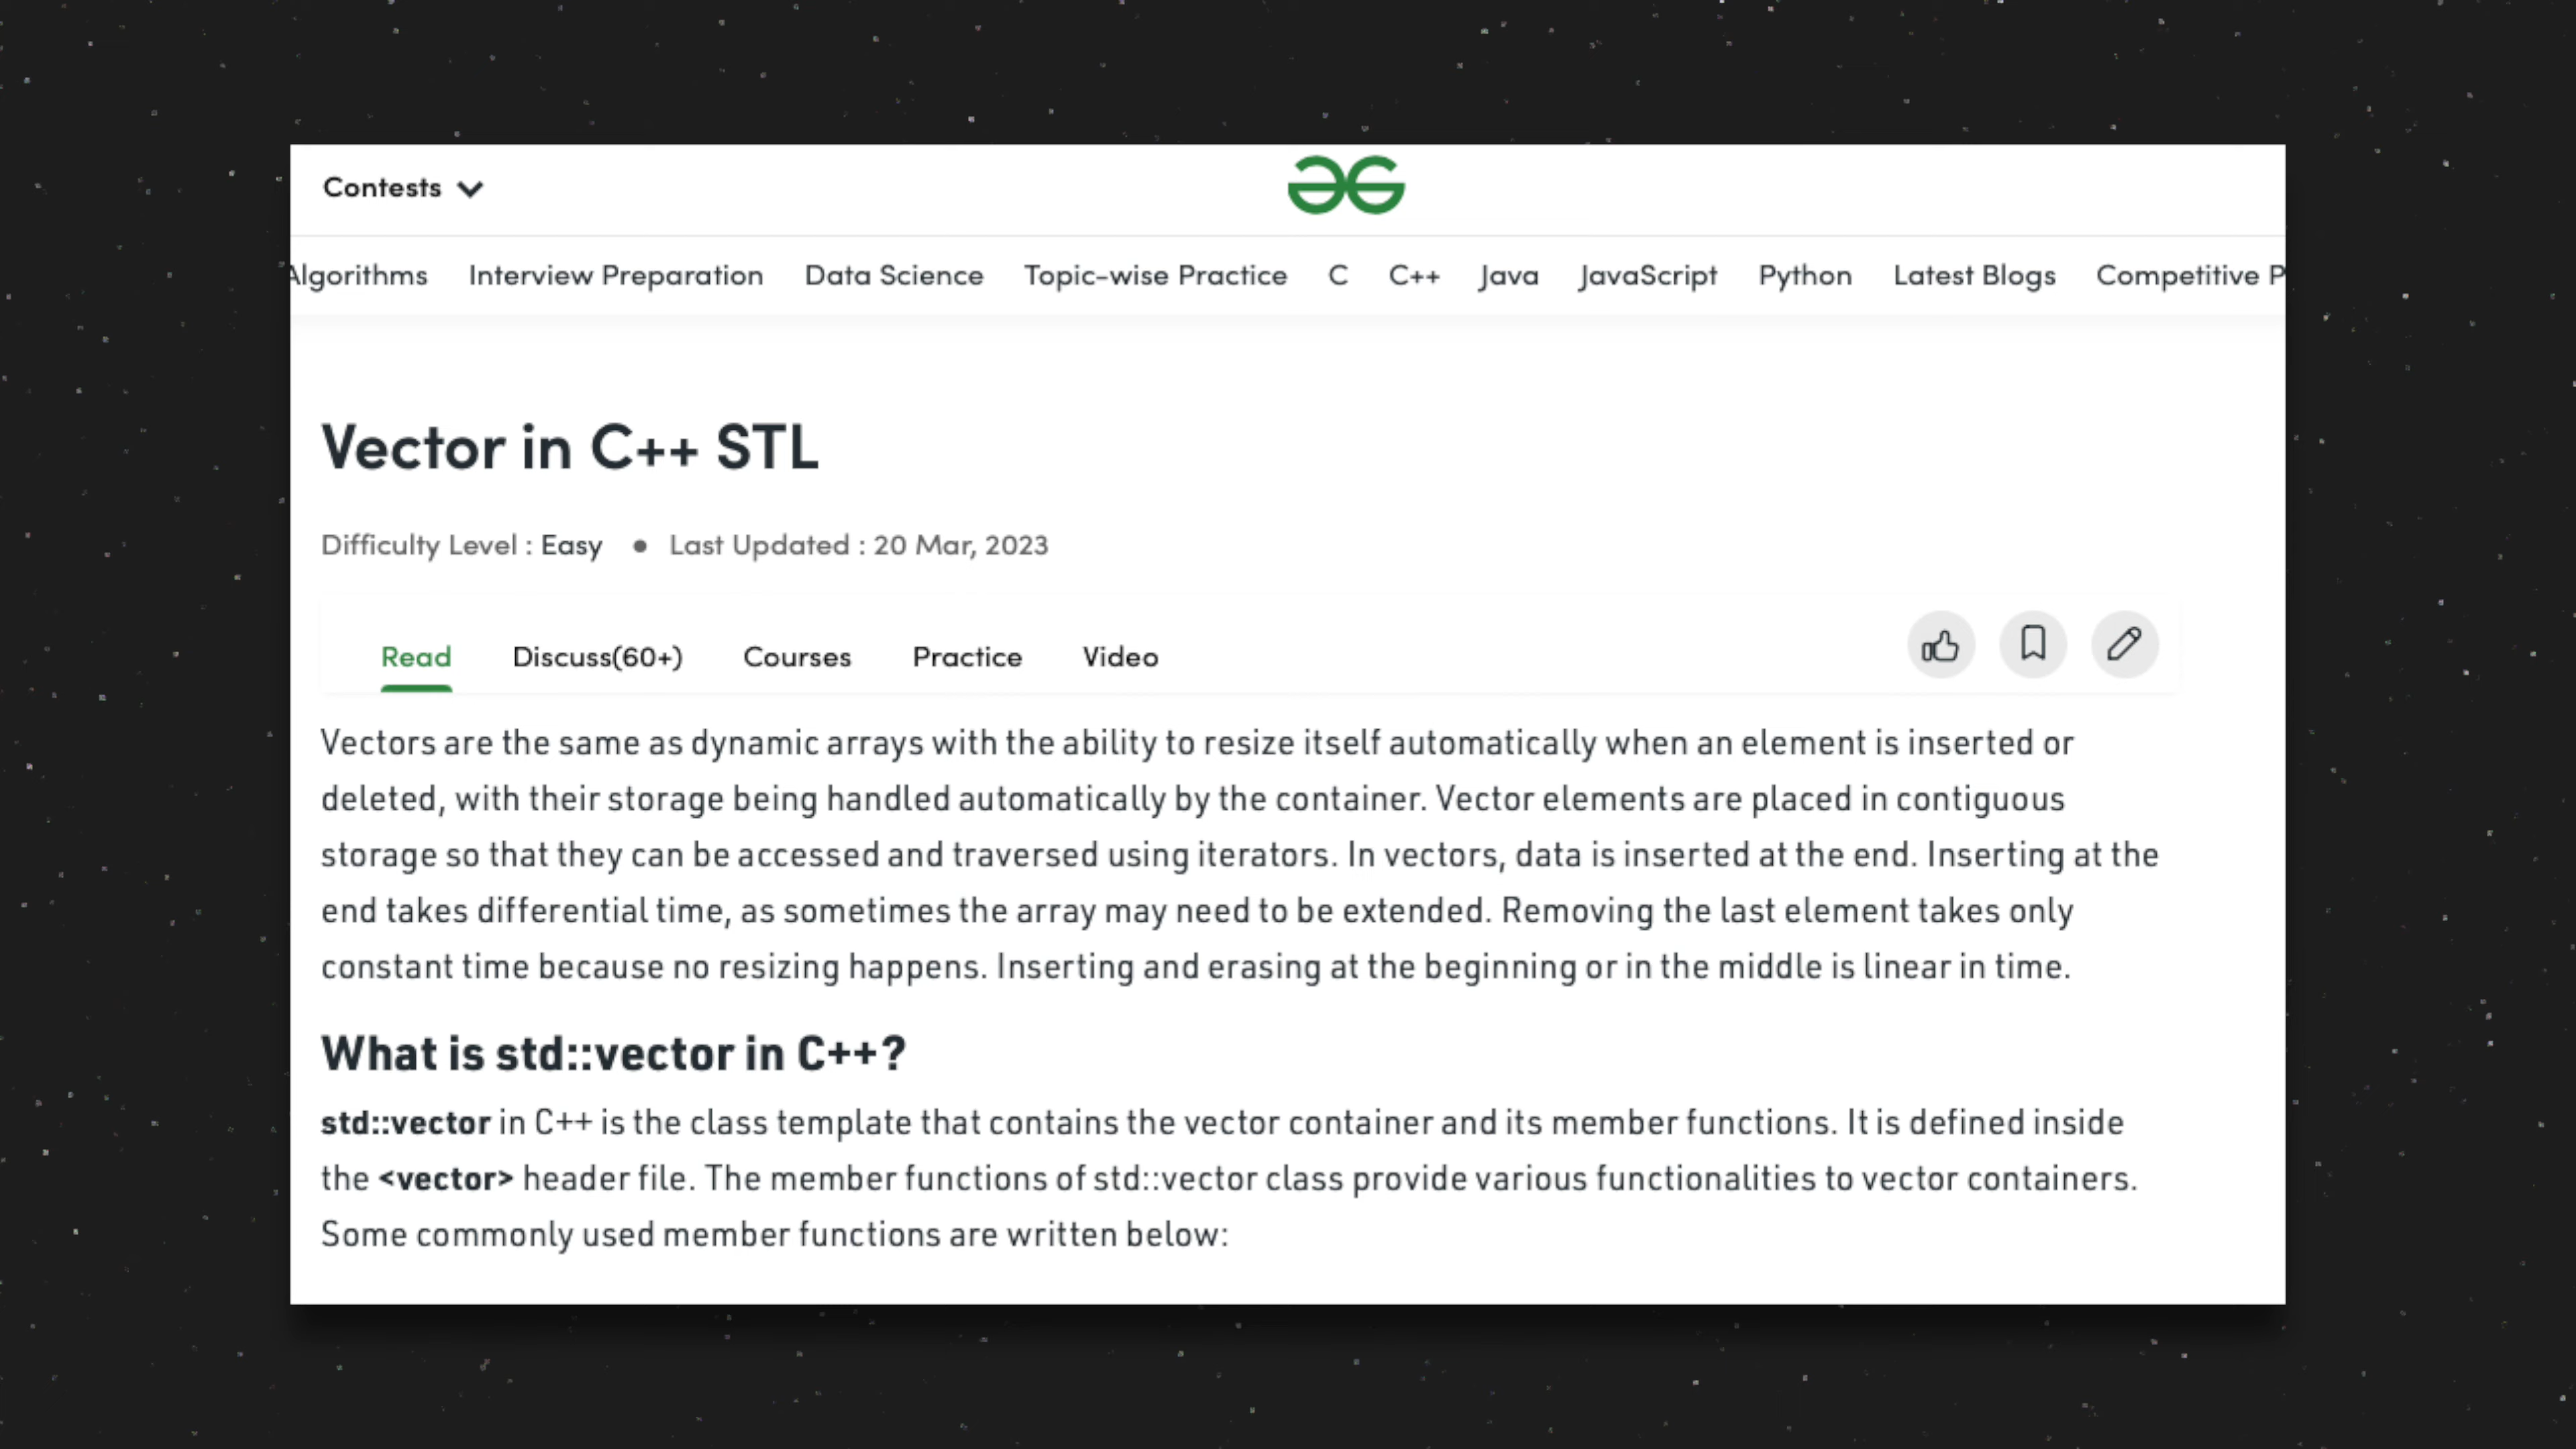 Contests
Algorithms Interview Preparation Data Science Topic-wise Practice C C++ Java JavaScript Python Latest Blogs Competitive P
Vector in C++ STL
Difficulty Level : Easy • Last Updated : 20 Mar, 2023
Read Discuss(60+) Courses Practice Video
Vectors are the same as dynamic arrays with the ability to resize itself automatically when an element is inserted or
deleted, with their storage being handled automatically by the container. Vector elements are placed in contiguous
storage so that they can be accessed and traversed using iterators. In vectors, data is inserted at the end. Inserting at the
end takes differential time, as sometimes the array may need to be extended. Removing the last element takes only
constant time because no resizing happens. Inserting and erasing at the beginning or in the middle is linear in time.
What is std::vector in C++?
std::vector in C++ is the class template that contains the vector container and its member functions. It is defined inside
the <vector> header file. The member functions of std::vector class provide various functionalities to vector containers.
Some commonly used member functions are written below: